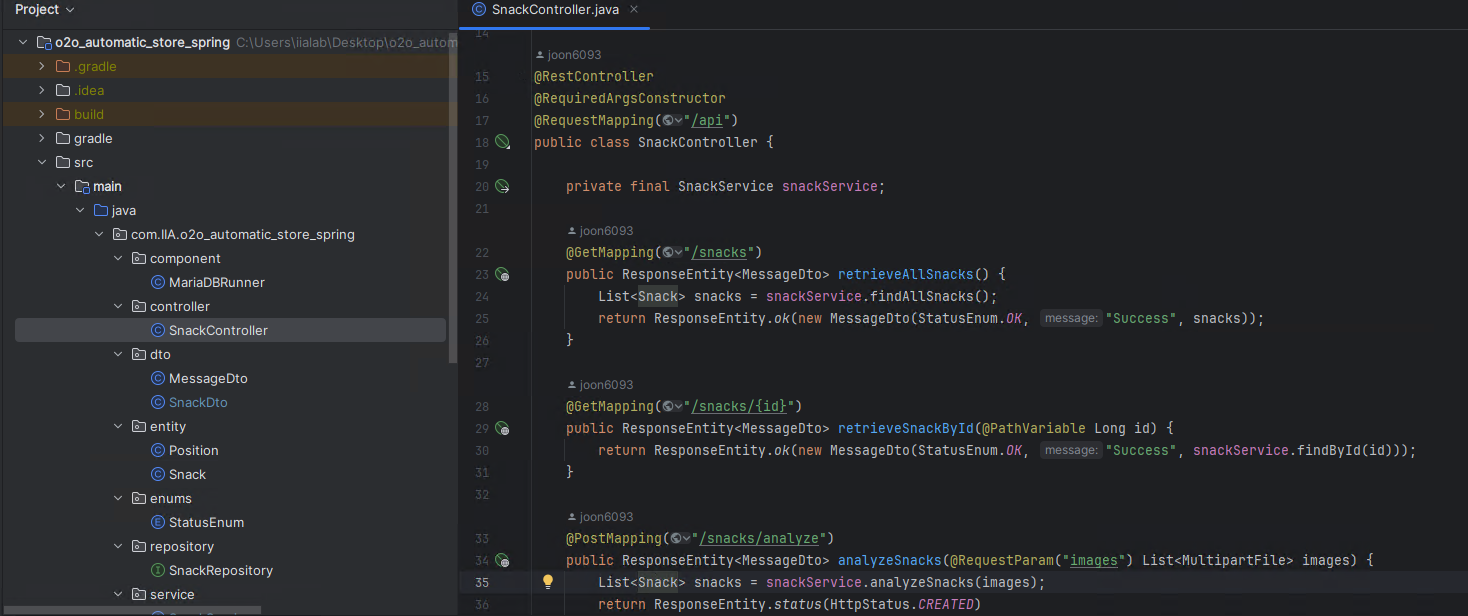 Project
o2o_automatic_store_spring C:\Users\iialab\Desktop\o2o_autom
.gradle
.idea
build
gradle
src
main
java
com.IIA.o2o_automatic_store_spring
component
MariaDBRunner
controller
SnackController
dto
MessageDto
SnackDto
entity
Position
Snack
enums
StatusEnum
repository
SnackRepository
service
SnackController.java
14
joon6093
15 @RestController
16 @RequiredArgsConstructor
17 @RequestMapping("/api")
18 public class SnackController {
19
20 private final SnackService snackService;
21
joon6093
22 @GetMapping("/snacks")
23 public ResponseEntity<MessageDto> retrieveAllSnacks() {
24 List<Snack> snacks = snackService.findAllSnacks();
25 return ResponseEntity.ok(new MessageDto(StatusEnum.OK, message: "Success", snacks));
26 }
27
joon6093
28 @GetMapping("/snacks/{id}")
29 public ResponseEntity<MessageDto> retrieveSnackById(@PathVariable Long id) {
30 return ResponseEntity.ok(new MessageDto(StatusEnum.OK, message: "Success", snackService.findById(id)));
31 }
32
joon6093
33 @PostMapping("/snacks/analyze")
34 public ResponseEntity<MessageDto> analyzeSnacks(@RequestParam("images") List<MultipartFile> images) {
35 List<Snack> snacks = snackService.analyzeSnacks(images);
36 return ResponseEntity.status(HttpStatus.CREATED)